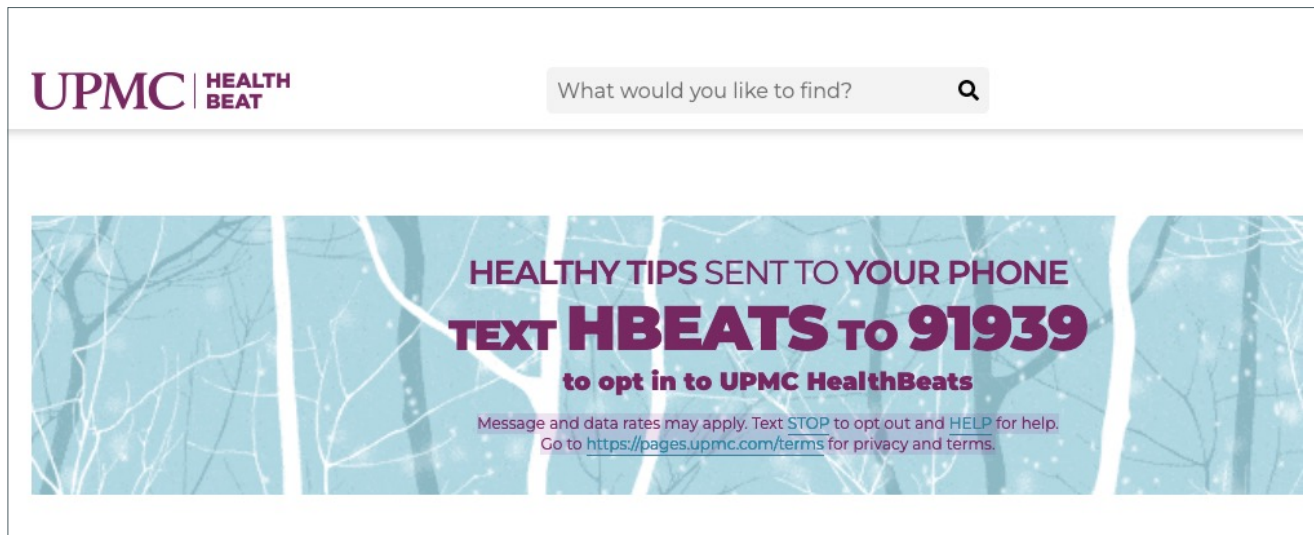 UPMC | HEALTH
BEAT
What would you like to find?
HEALTHY TIPS SENT TO YOUR PHONE
TEXT HBEATS TO 91939
to opt in to UPMC HealthBeats
Message and data rates may apply. Text STOP to opt out and HELP for help.
Go to https://pages.upmc.com/terms for privacy and terms.